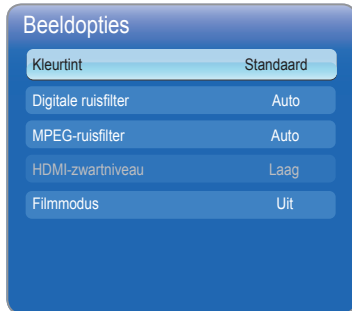 Beeldopties
Kleurtint Standaard
Digitale ruisfilter Auto
MPEG-ruisfilter Auto
HDMI-zwartniveau Laag
Filmmodus Uit